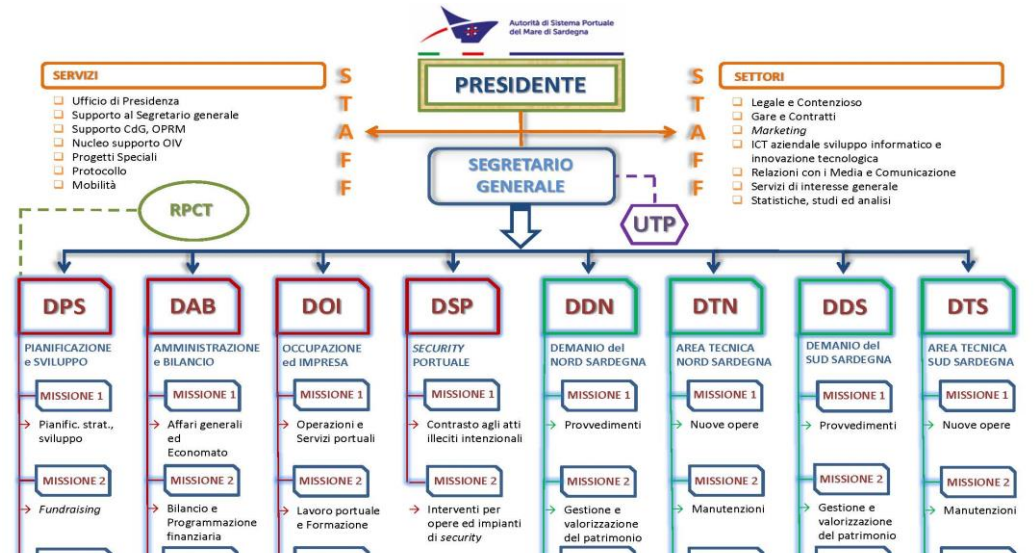 Autorità di Sistema Portuale
del Mare di Sardegna
PRESIDENTE
SERVIZI
Ufficio di Presidenza
Supporto al Segretario generale
Supporto CdG, OPRM
Nucleo supporto OIV
Progetti Speciali
Protocollo
Mobilità
STAFF
STAFF
SETTORI
Legale e Contenzioso
Gare e Contratti
Marketing
ICT aziendale sviluppo informatico e
innovazione tecnologica
Relazioni con i Media e Comunicazione
Servizi di interesse generale
Statistiche, studi ed analisi
SEGRETARIO
GENERALE
RPCT
UTP
DPS
PIANIFICAZIONE
e SVILUPPO
MISSIONE 1
Pianific. strat.,
sviluppo
MISSIONE 2
Fundraising
DAB
AMMINISTRAZIONE
e BILANCIO
MISSIONE 1
Affari generali
ed
Economato
MISSIONE 2
Bilancio e
Programmazione
finanziaria
DOI
OCCUPAZIONE
ed IMPRESA
MISSIONE 1
Operazioni e
Servizi portuali
MISSIONE 2
Lavoro portuale
e Formazione
DSP
SECURITY
PORTUALE
MISSIONE 1
Contrasto agli atti
illeciti intenzionali
MISSIONE 2
Interventi per
opere ed impianti
di security
DDN
DEMANIO del
NORD SARDEGNA
MISSIONE 1
Provvedimenti
MISSIONE 2
Gestione e
valorizzazione
del patrimonio
DTN
AREA TECNICA
NORD SARDEGNA
MISSIONE 1
Nuove opere
MISSIONE 2
Manutenzioni
DDS
DEMANIO del
SUD SARDEGNA
MISSIONE 1
Provvedimenti
MISSIONE 2
Gestione e
valorizzazione
del patrimonio
DTS
AREA TECNICA
SUD SARDEGNA
MISSIONE 1
Nuove opere
MISSIONE 2
Manutenzioni